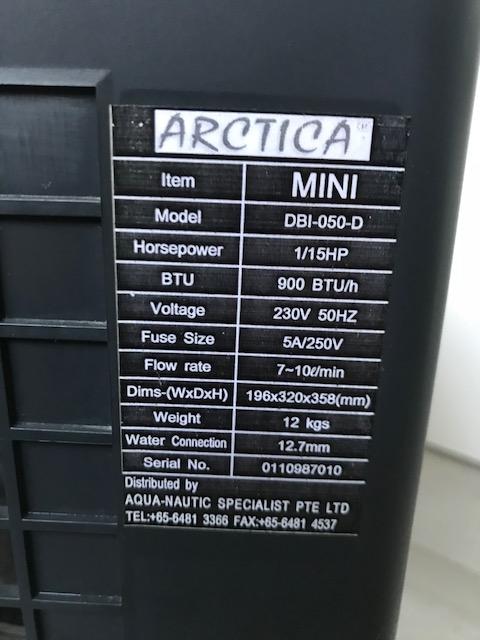 ARCTICA
Item MINI
Model DBI-050-D
Horsepower 1/15HP
BTU 900 BTU/h
Voltage 230V 50HZ
Fuse Size 5A/250V
Flow rate 7~10ℓ/min
Dims-(WxDxH) 196x320x358(mm)
Weight 12 kgs
Water Connection 12.7mm
Serial No. 0110987010
Distributed by
AQUA-NAUTIC SPECIALIST PTE LTD
TEL:+65-6481 3366 FAX:+65-6481 4537